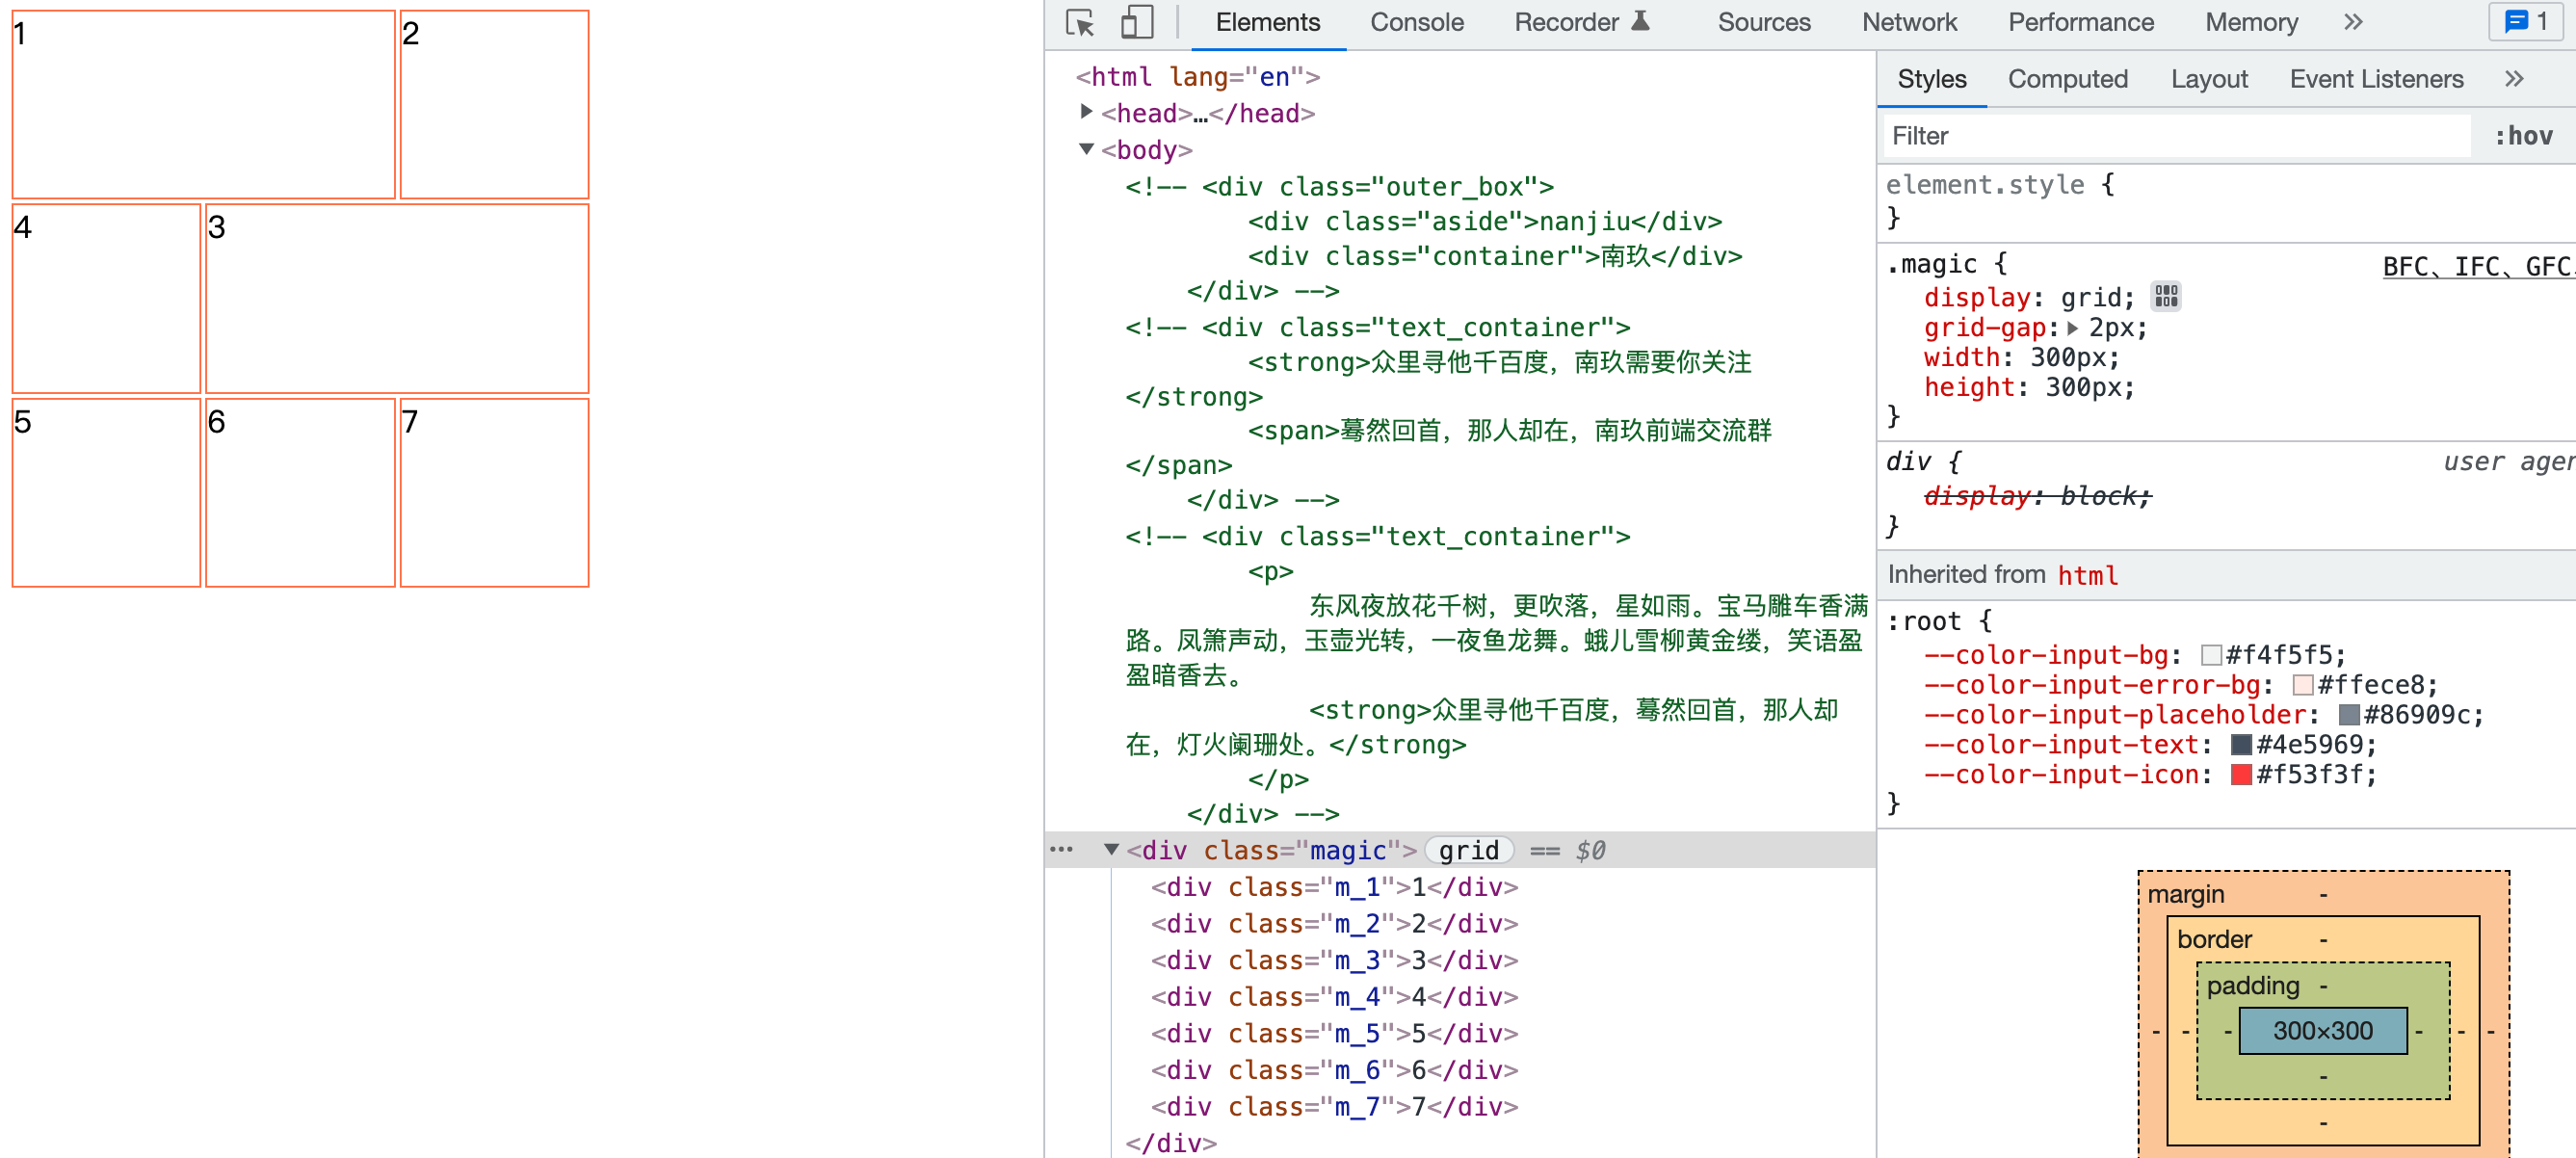 1
2
4
3
5
6
7
Elements
Console
Recorder
Sources
Network
Performance
Memory
»
1
<html lang="en">
<head>…</head>
<body>
<!-- <div class="outer_box">
<div class="aside">nanjiu</div>
<div class="container">南玖</div>
</div> -->
<!-- <div class="text_container">
<strong>众里寻他千百度，南玖需要你关注
</strong>
<span>蓦然回首，那人却在，南玖前端交流群
</span>
</div> -->
<!-- <div class="text_container">
<p>
东风夜放花千树，更吹落，星如雨。宝马雕车香满
路。凤箫声动，玉壶光转，一夜鱼龙舞。蛾儿雪柳黄金缕，笑语盈
盈暗香去。
<strong>众里寻他千百度，蓦然回首，那人却
在，灯火阑珊处。</strong>
</p>
</div> -->
<div class="magic"> grid == $0
<div class="m_1">1</div>
<div class="m_2">2</div>
<div class="m_3">3</div>
<div class="m_4">4</div>
<div class="m_5">5</div>
<div class="m_6">6</div>
<div class="m_7">7</div>
</div>
Styles
Computed
Layout
Event Listeners
»
Filter
:hov
element.style {
}
.magic {
BFC、IFC、GFC
display: grid;
grid-gap: 2px;
width: 300px;
height: 300px;
}
div {
user agen
display: block;
}
Inherited from html
:root {
--color-input-bg: #f4f5f5;
--color-input-error-bg: #ffece8;
--color-input-placeholder: #86909c;
--color-input-text: #4e5969;
--color-input-icon: #f53f3f;
}
margin -
border -
padding -
- - - 300×300 - - -
-
-